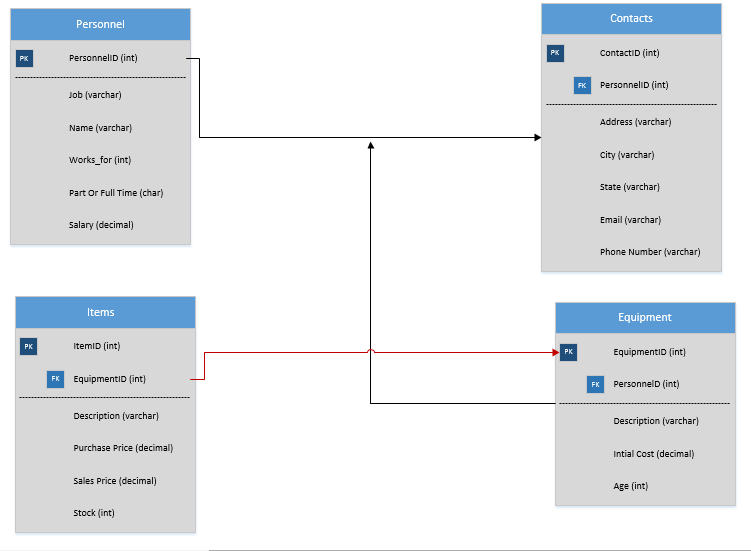 Personnel
PK PersonnelID (int)
Job (varchar)
Name (varchar)
Works_for (int)
Part Or Full Time (char)
Salary (decimal)
Contacts
PK ContactID (int)
FK PersonnelID (int)
Address (varchar)
City (varchar)
State (varchar)
Email (varchar)
Phone Number (varchar)
Items
PK ItemID (int)
FK EquipmentID (int)
Description (varchar)
Purchase Price (decimal)
Sales Price (decimal)
Stock (int)
Equipment
PK EquipmentID (int)
FK PersonnelD (int)
Description (varchar)
Intial Cost (decimal)
Age (int)